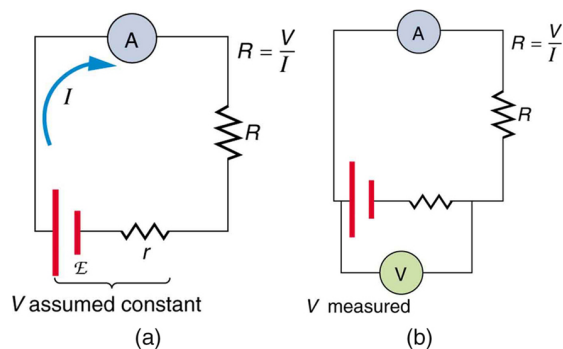 A
R = V/I
I
R
ℰ
r
V assumed constant
(a)
A
R = V/I
R
V
V measured
(b)